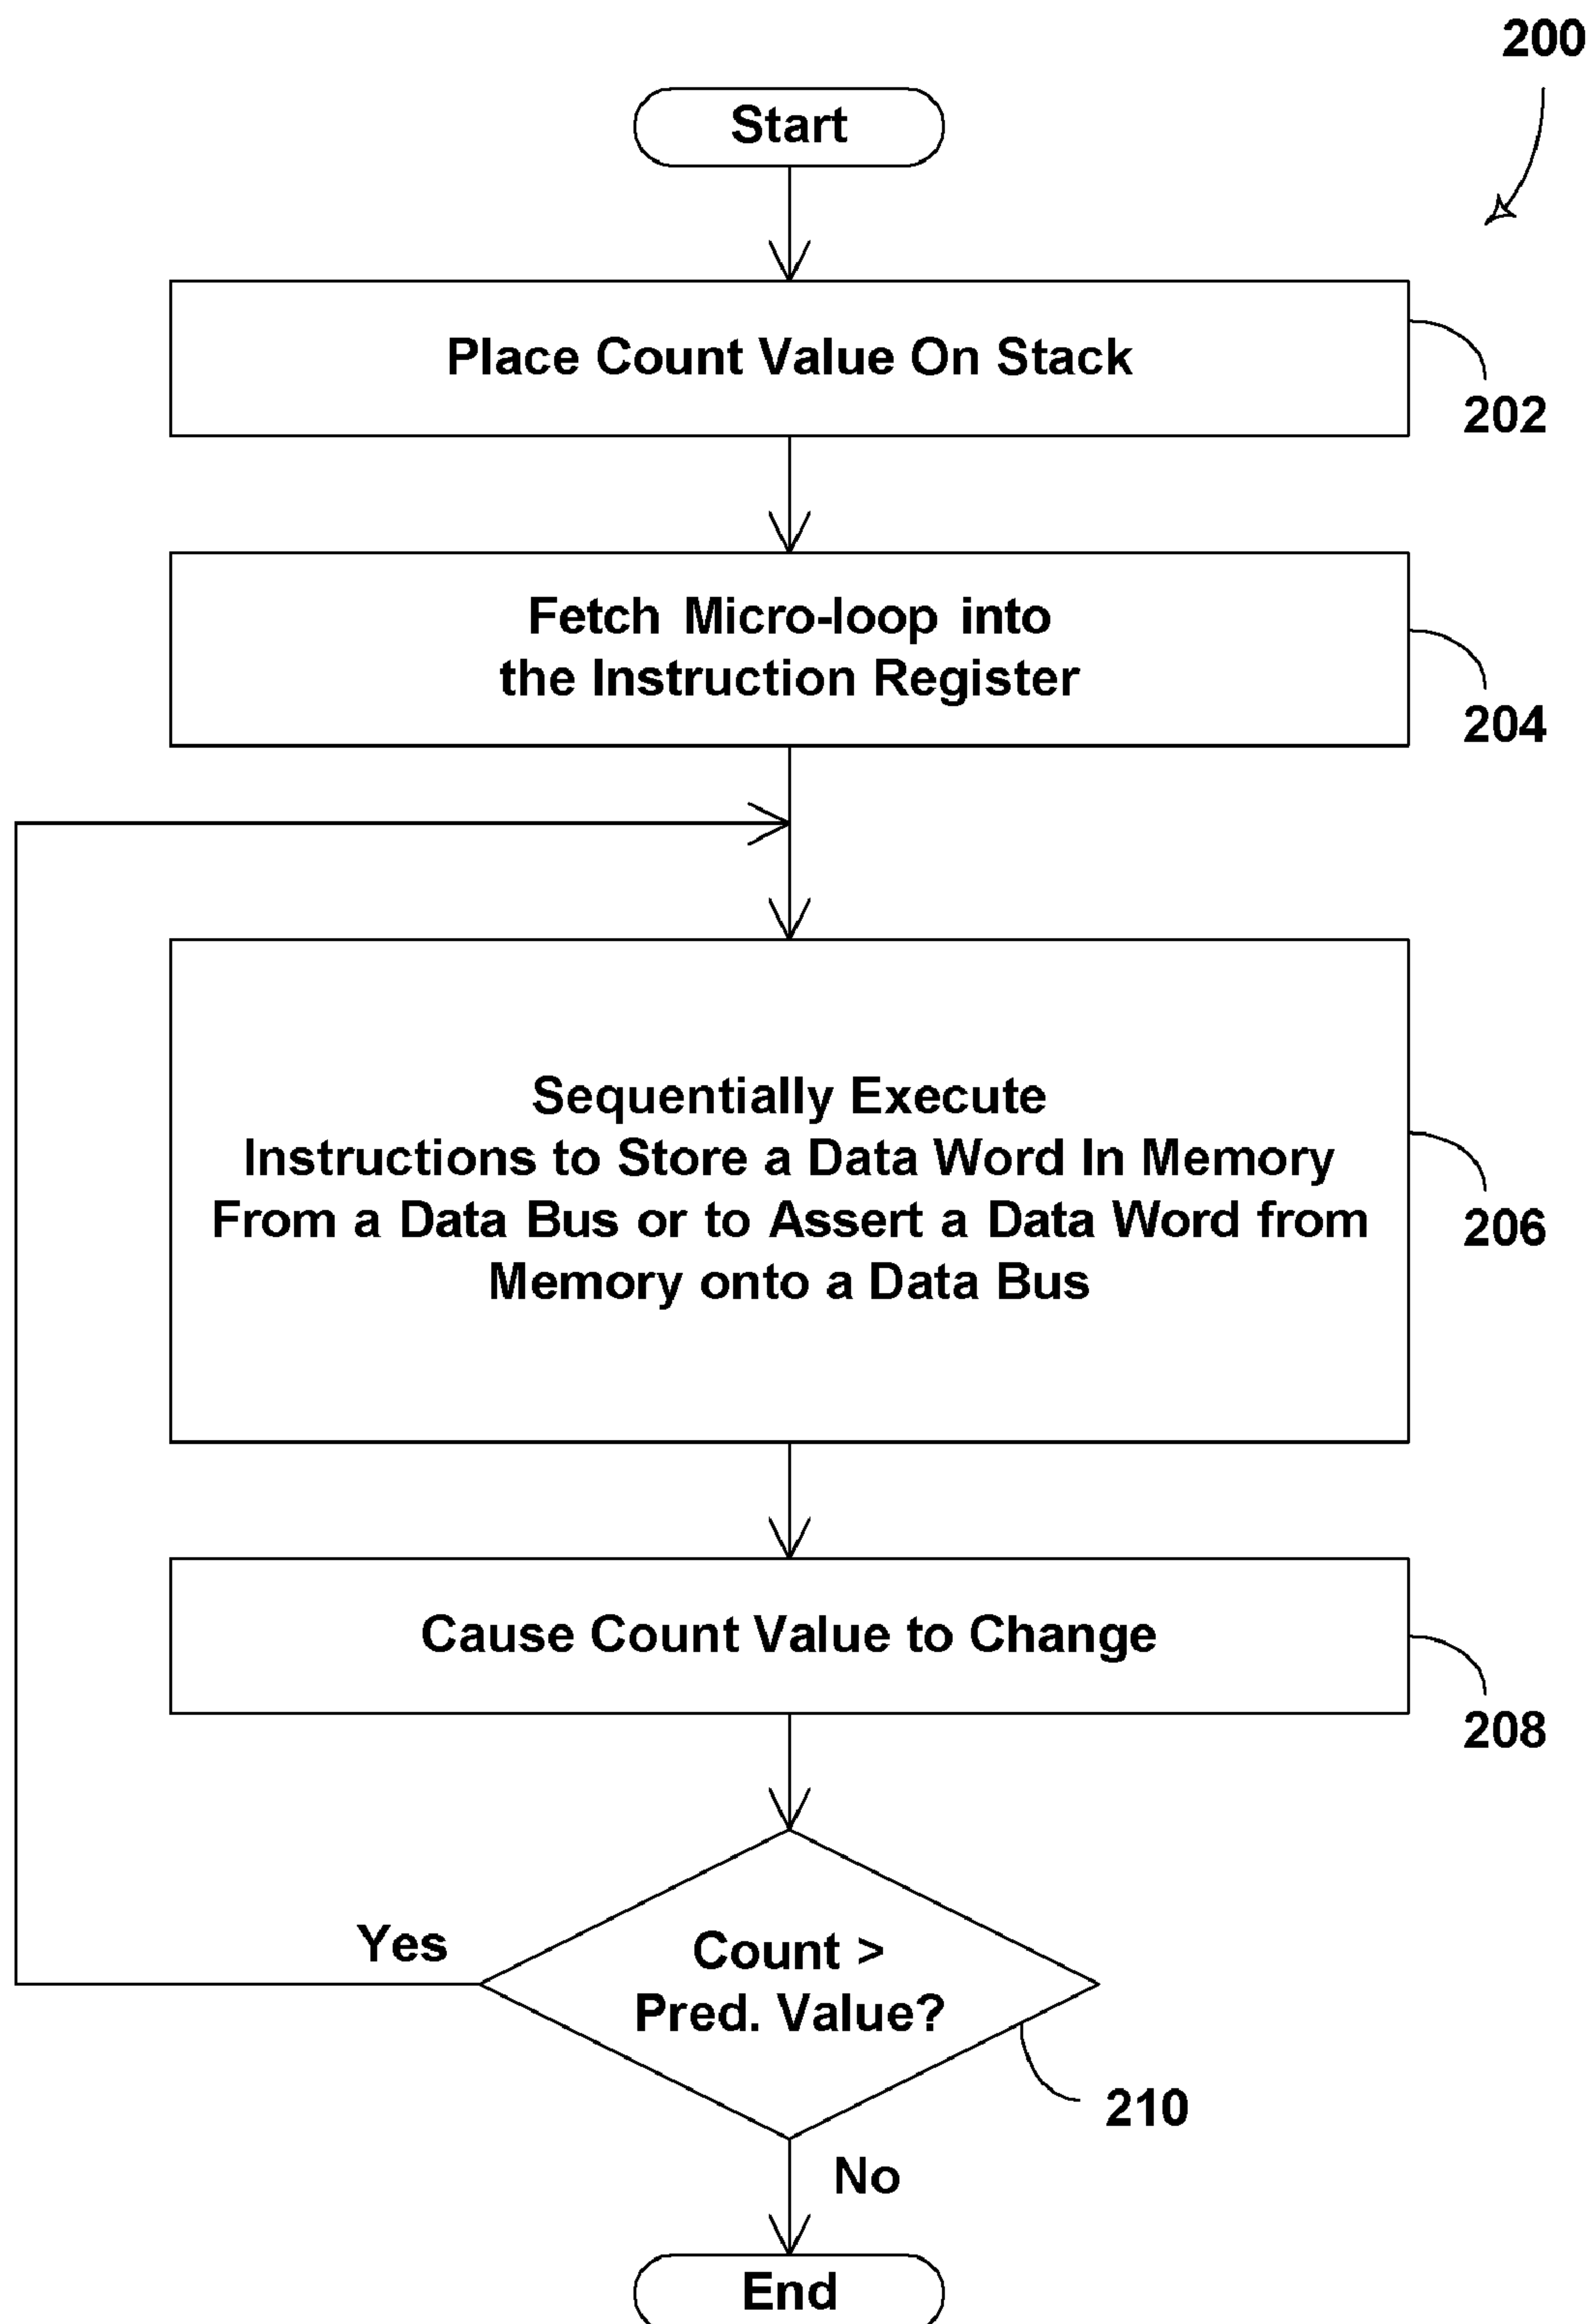 200
Start
Place Count Value On Stack
202
Fetch Micro-loop into
the Instruction Register
204
Sequentially Execute
Instructions to Store a Data Word In Memory
From a Data Bus or to Assert a Data Word from
Memory onto a Data Bus
206
Cause Count Value to Change
208
Yes
Count >
Pred. Value?
210
No
End